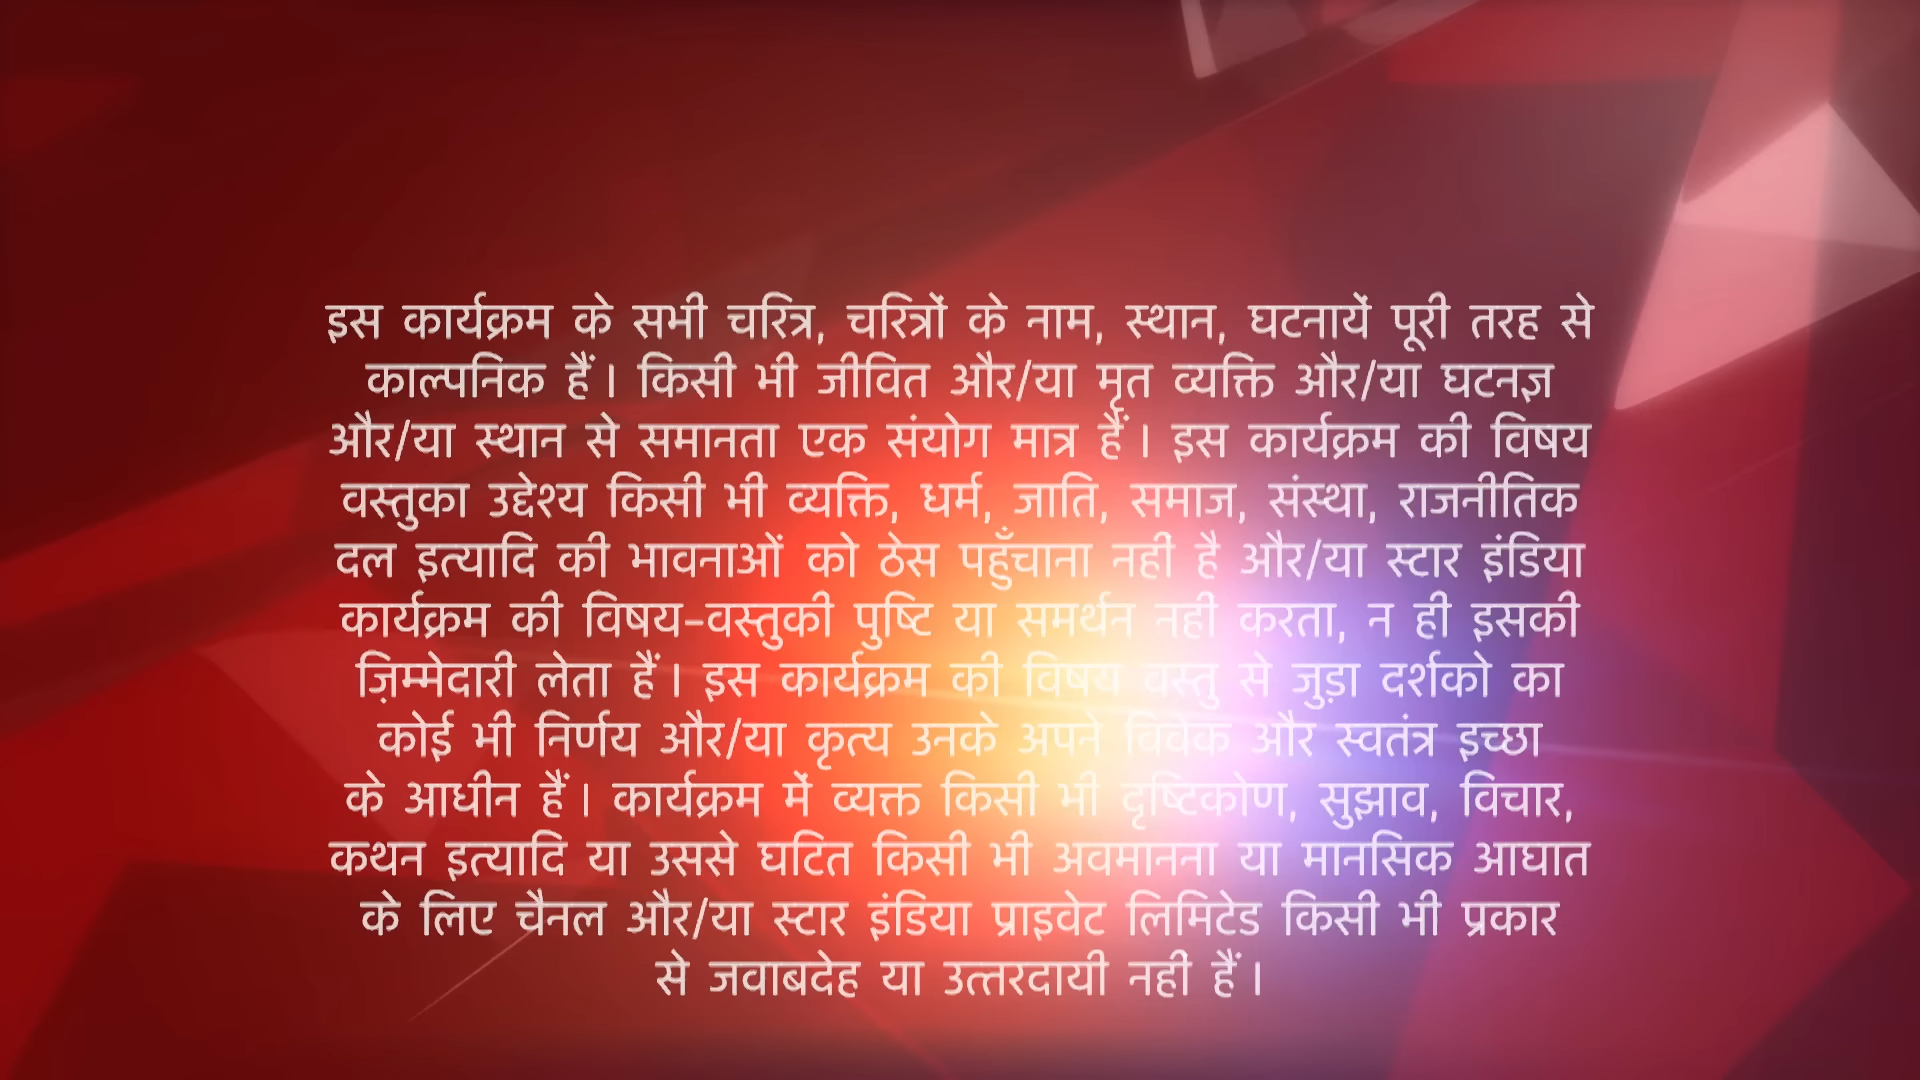 इस कार्यक्रम के सभी चरित्र, चरित्रों के नाम, स्थान, घटनायें पूरी तरह से
काल्पनिक हैं। किसी भी जीवित और/या मृत व्यक्ति और/या घटनज्ञ
और/या स्थान से समानता एक संयोग मात्र हैं। इस कार्यक्रम की विषय
वस्तुका उद्देश्य किसी भी व्यक्ति, धर्म, जाति, समाज, संस्था, राजनीतिक
दल इत्यादि की भावनाओं को ठेस पहुँचाना नहीं है और/या स्टार इंडिया
कार्यक्रम की विषय-वस्तुकी पुष्टि या समर्थन नही करता, न ही इसकी
ज़िम्मेदारी लेता हैं। इस कार्यक्रम की विषय वस्तु से जुड़ा दर्शको का
कोई भी निर्णय और/या कृत्य उनके अपने विवेक और स्वतंत्र इच्छा
के आधीन हैं। कार्यक्रम में व्यक्त किसी भी दृष्टिकोण, सुझाव, विचार,
कथन इत्यादि या उससे घटित किसी भी अवमानना या मानसिक आघात
के लिए चैनल और/या स्टार इंडिया प्राइवेट लिमिटेड किसी भी प्रकार
से जवाबदेह या उत्तरदायी नहीं हैं।